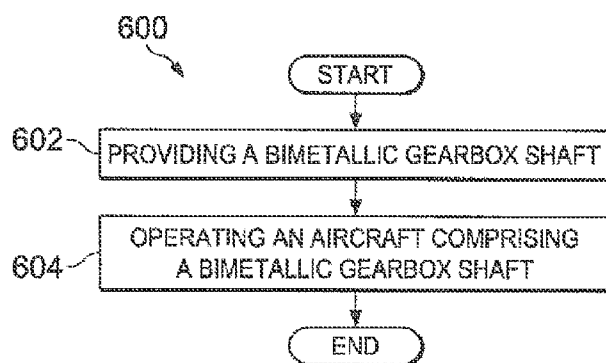 600
START
602
PROVIDING A BIMETALLIC GEARBOX SHAFT
OPERATING AN AIRCRAFT COMPRISING
604
A BIMETALLIC GEARBOX SHAFT
END